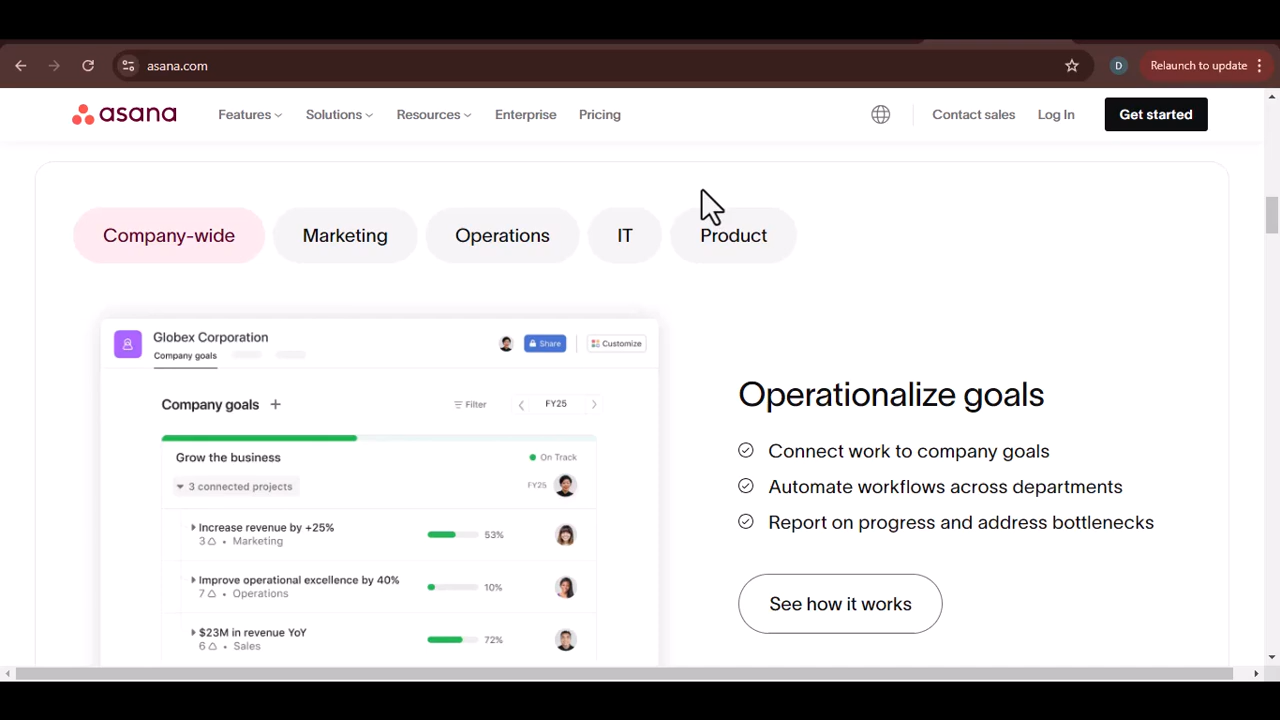 asana.com
D
Relaunch to update
asana
Features
Solutions
Resources
Enterprise
Pricing
Contact sales
Log In
Get started
Company-wide
Marketing
Operations
IT
Product
Globex Corporation
Company goals
Share
Customize
Company goals +
Filter
FY25
Grow the business
On Track
3 connected projects
FY25
Increase revenue by +25%
53%
3 • Marketing
Improve operational excellence by 40%
10%
7 • Operations
$23M in revenue YoY
72%
6 • Sales
Operationalize goals
Connect work to company goals
Automate workflows across departments
Report on progress and address bottlenecks
See how it works